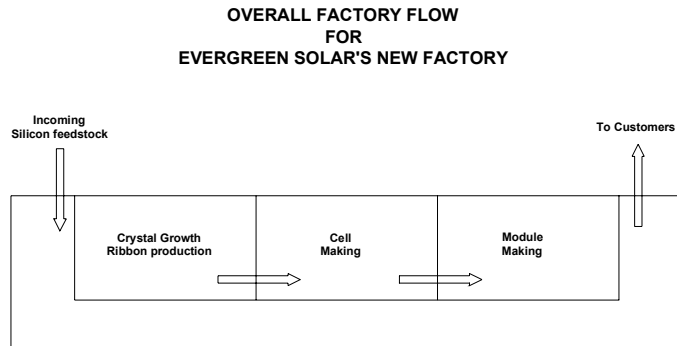 OVERALL FACTORY FLOW
FOR
EVERGREEN SOLAR'S NEW FACTORY
Incoming
Silicon feedstock
To Customers
Crystal Growth
Ribbon production
Cell
Making
Module
Making